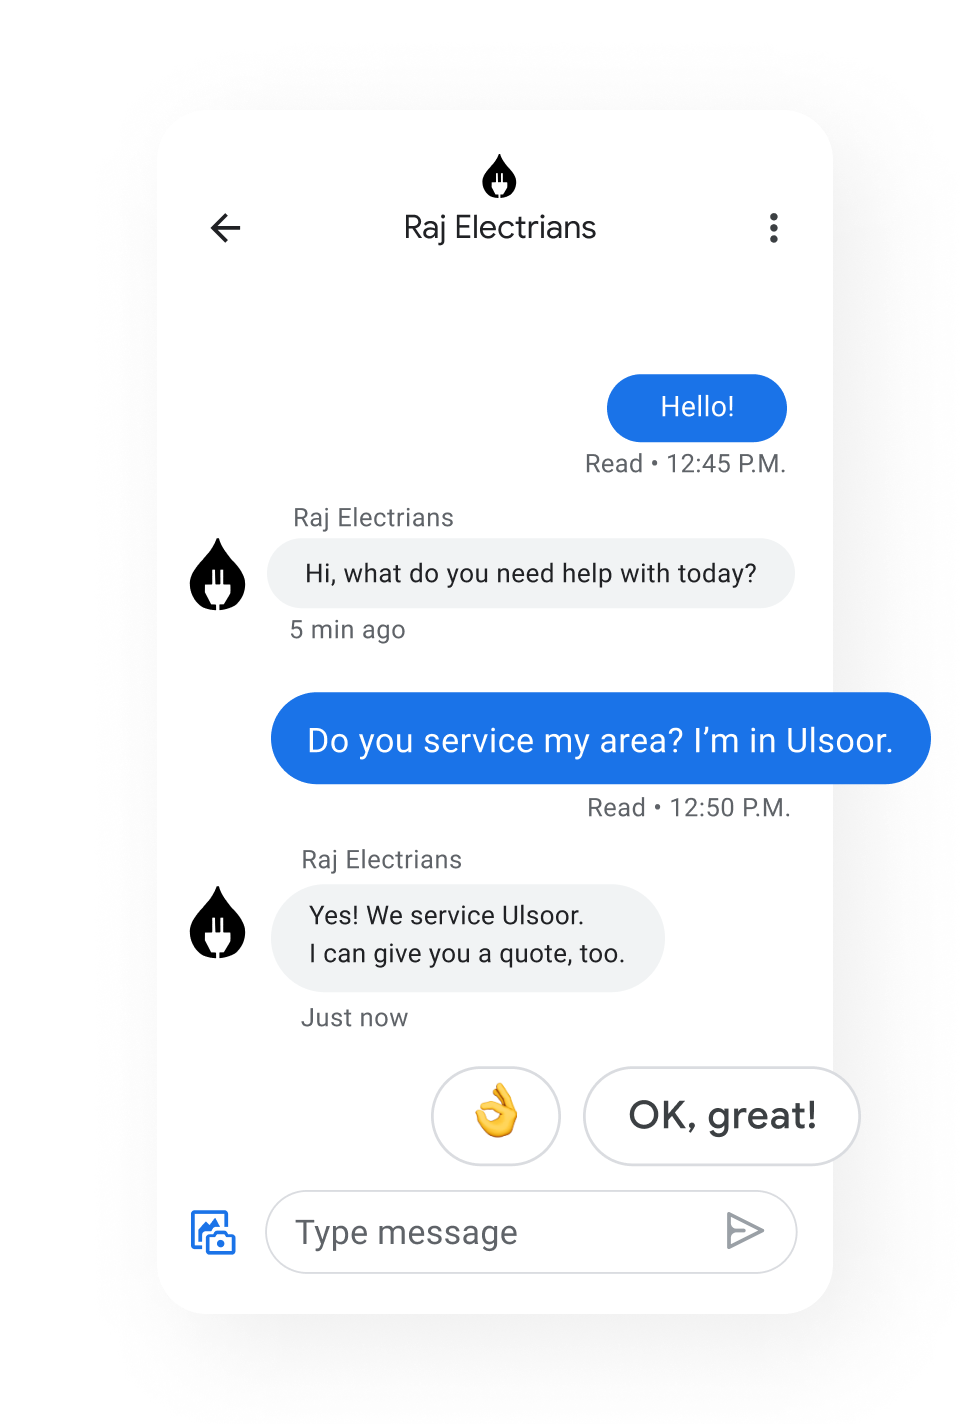 Raj Electrians
Hello!
Read • 12:45 P.M.
Raj Electrians
Hi, what do you need help with today?
5 min ago
Do you service my area? I’m in Ulsoor.
Read • 12:50 P.M.
Raj Electrians
Yes! We service Ulsoor.
I can give you a quote, too.
Just now
👌
OK, great!
Type message